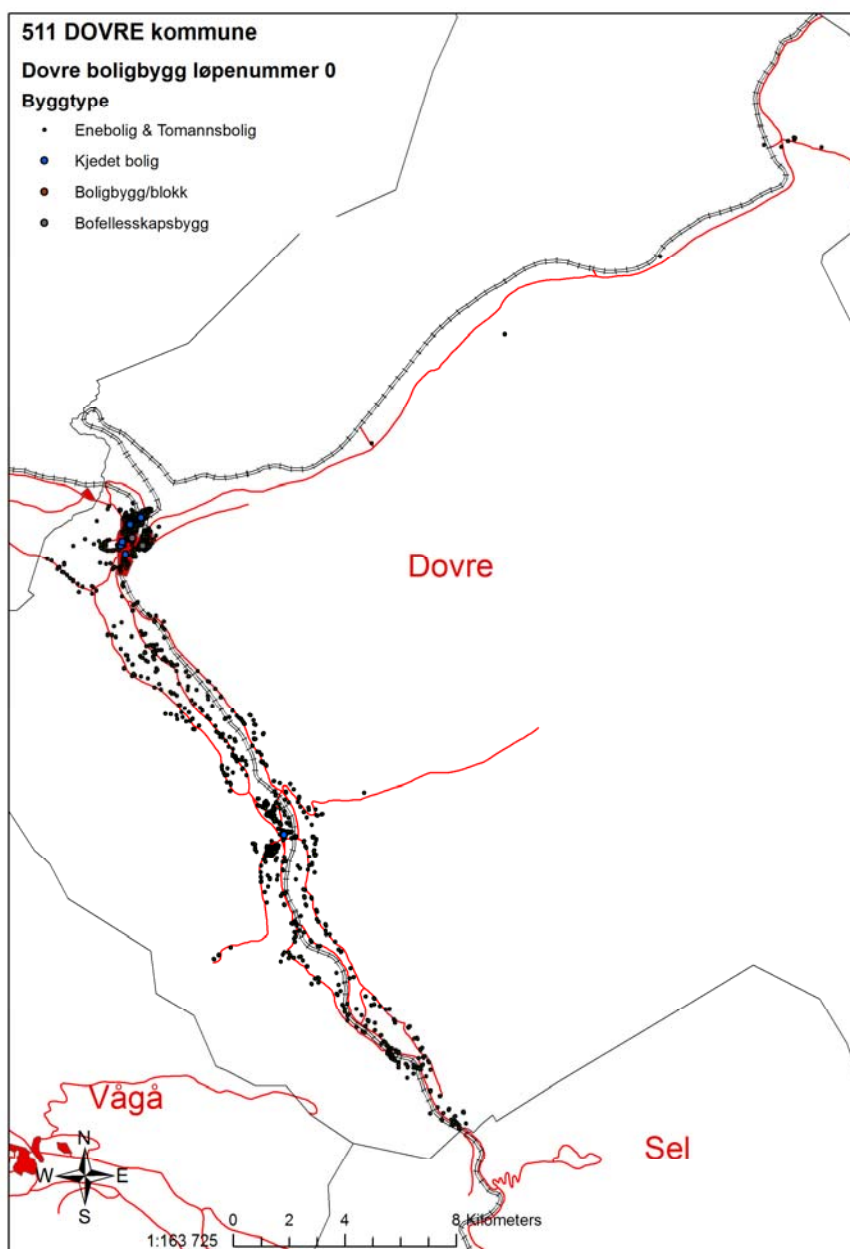 511 DOVRE kommune
Dovre boligbygg løpenummer 0
Byggtype
Enebolig & Tomannsbolig
Kjedet bolig
Boligbygg/blokk
Bofellesskapsbygg
Dovre
Vågå
Sel
N
W E
S
0 2 4 8 Kilometers
1:163 725